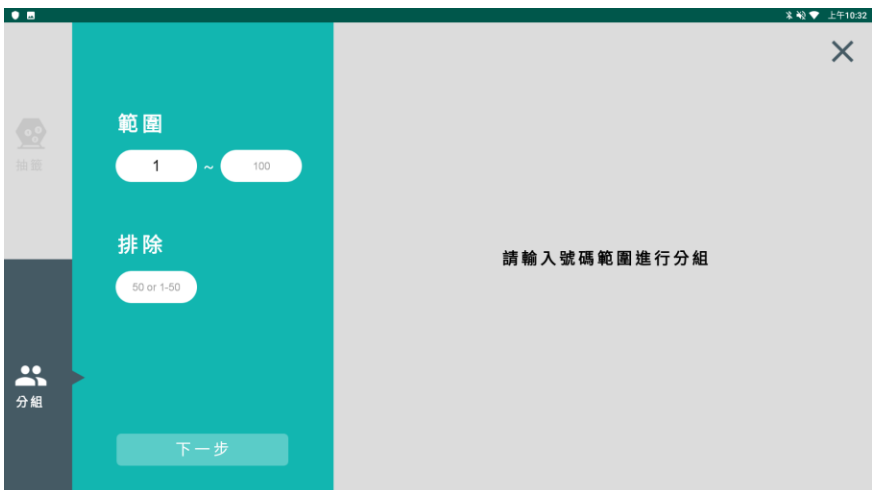 上午10:32
抽籤
範圍
1 ~ 100
排除
50 or 1-50
請輸入號碼範圍進行分組
分組
下一步